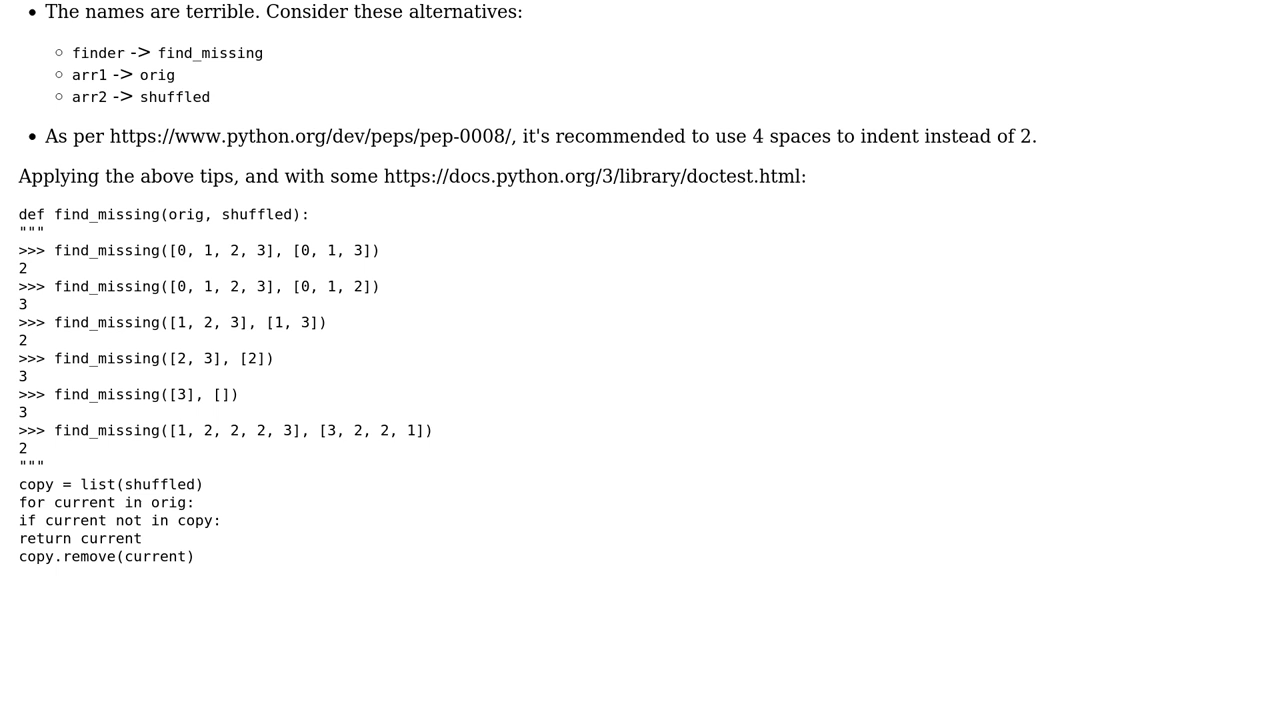 The names are terrible. Consider these alternatives:
finder -> find_missing
arr1 -> orig
arr2 -> shuffled
As per https://www.python.org/dev/peps/pep-0008/, it's recommended to use 4 spaces to indent instead of 2.
Applying the above tips, and with some https://docs.python.org/3/library/doctest.html:
def find_missing(orig, shuffled):
"""
>>> find_missing([0, 1, 2, 3], [0, 1, 3])
2
>>> find_missing([0, 1, 2, 3], [0, 1, 2])
3
>>> find_missing([1, 2, 3], [1, 3])
2
>>> find_missing([2, 3], [2])
3
>>> find_missing([3], [])
3
>>> find_missing([1, 2, 2, 2, 3], [3, 2, 2, 1])
2
"""
copy = list(shuffled)
for current in orig:
if current not in copy:
return current
copy.remove(current)